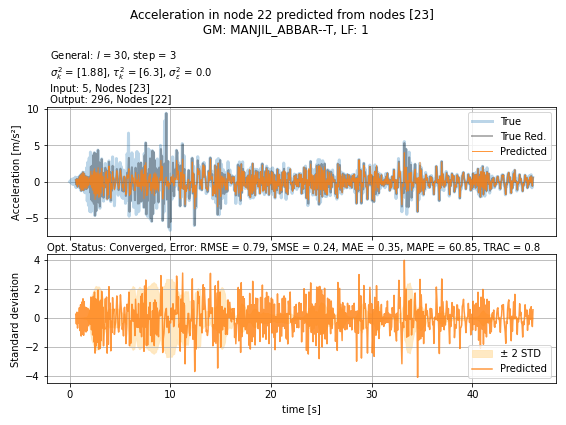 Acceleration in node 22 predicted from nodes [23]
GM: MANJIL_ABBAR--T, LF: 1
General: l = 30, step = 3
σ²ₖ = [1.88], τ²ₖ = [6.3], σ²ε = 0.0
Input: 5, Nodes [23]
Output: 296, Nodes [22]
Acceleration [m/s²]
10
5
0
−5
True
True Red.
Predicted
Opt. Status: Converged, Error: RMSE = 0.79, SMSE = 0.24, MAE = 0.35, MAPE = 60.85, TRAC = 0.8
Standard deviation
4
2
0
−2
−4
± 2 STD
Predicted
0 10 20 30 40
time [s]